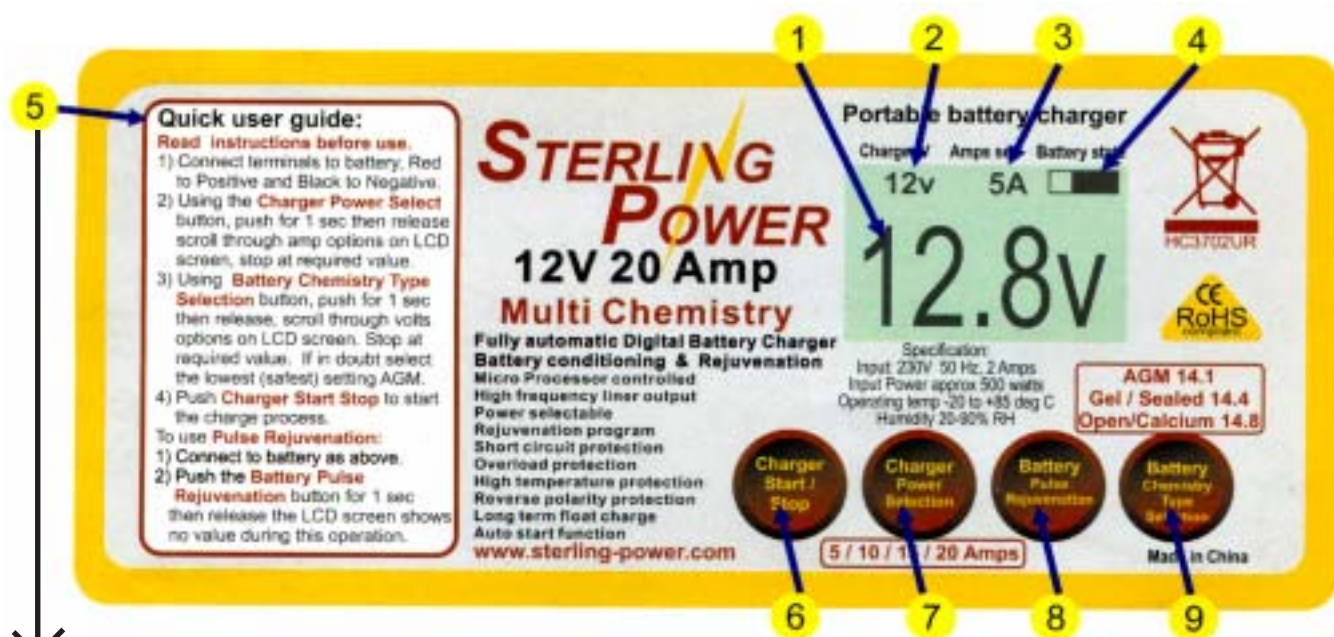 1
2
3
4
5
Quick user guide:
Read instructions before use.
1) Connect terminals to battery, Red
to Positive and Black to Negative.
2) Using the Charger Power Select
button, push for 1 sec then release
scroll through amp options on LCD
screen, stop at required value.
3) Using Battery Chemistry Type
Selection button, push for 1 sec
then release, scroll through volts
options on LCD screen. Stop at
required value. If in doubt select
the lowest (safest) setting AGM.
4) Push Charger Start Stop to start
the charge process.
To use Pulse Rejuvenation:
1) Connect to battery as above.
2) Push the Battery Pulse
Rejuvenation button for 1 sec
then release the LCD screen shows
no value during this operation.
STERLING
POWER
12V 20 Amp
Multi Chemistry
Fully automatic Digital Battery Charger
Battery conditioning & Rejuvenation
Micro Processor controlled
High frequency liner output
Power selectable
Rejuvenation program
Short circuit protection
Overload protection
High temperature protection
Reverse polarity protection
Long term float charge
Auto start function
www.sterling-power.com
Portable battery charger
Amps Battery
12v 5A
12.8v
Specification:
Input 230V 50 Hz, 2 Amps
Input Power approx 500 watts
Operating temp -20 to +85 deg C
Humidity 20-90% RH
HC3702UR
CE
RoHS
compliant
AGM 14.1
Gel / Sealed 14.4
Open/Calcium 14.8
Charger
Start /
Stop
Charger
Power
Selection
Battery
Pulse
Rejuvenation
Battery
Chemistry
Type
Selection
5 / 10 / 15 / 20 Amps
Made in China
6
7
8
9